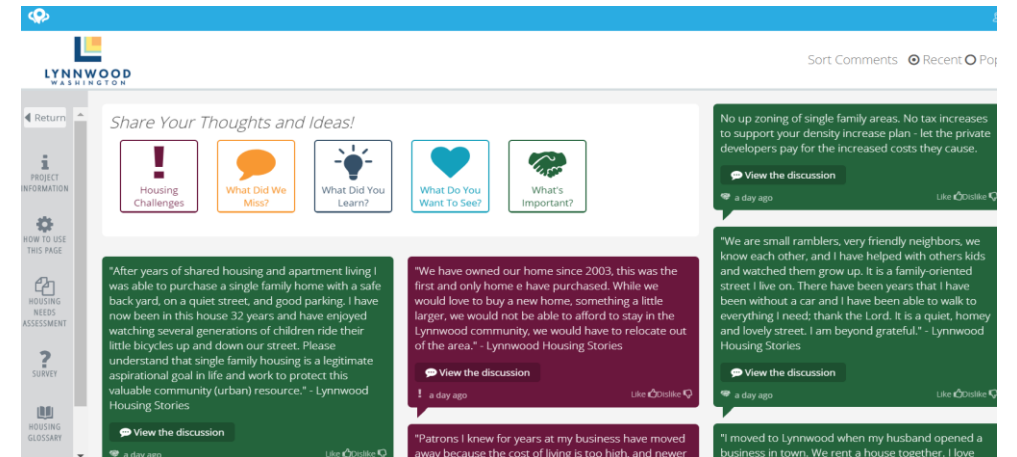 LYNNWOOD
WASHINGTON
Sort Comments Recent Pop
Return
PROJECT
INFORMATION
HOW TO USE
THIS PAGE
HOUSING
NEEDS
ASSESSMENT
SURVEY
HOUSING
GLOSSARY
Share Your Thoughts and Ideas!
Housing
Challenges
What Did We
Miss?
What Did You
Learn?
What Do You
Want To See?
What's
Important?
"After years of shared housing and apartment living I
was able to purchase a single family home with a safe
back yard, on a quiet street, and good parking. I have
now been in this house 32 years and have enjoyed
watching several generations of children ride their
little bicycles up and down our street. Please
understand that single family housing is a legitimate
aspirational goal in life and work to protect this
valuable community (urban) resource." - Lynnwood
Housing Stories
View the discussion
a day ago Like Dislike
"We have owned our home since 2003, this was the
first and only home e have purchased. While we
would love to buy a new home, something a little
larger, we would not be able to afford to stay in the
Lynnwood community, we would have to relocate out
of the area." - Lynnwood Housing Stories
View the discussion
a day ago Like Dislike
"Patrons I knew for years at my business have moved
away because the cost of living is too high, and newer
No up zoning of single family areas. No tax increases
to support your density increase plan - let the private
developers pay for the increased costs they cause.
View the discussion
a day ago Like Dislike
"We are small ramblers, very friendly neighbors, we
know each other, and I have helped with others kids
and watched them grow up. It is a family-oriented
street I live on. There have been years that I have
been without a car and I have been able to walk to
everything I need; thank the Lord. It is a quiet, homey
and lovely street. I am beyond grateful." - Lynnwood
Housing Stories
View the discussion
a day ago Like Dislike
"I moved to Lynnwood when my husband opened a
business in town. We rent a house together. I love